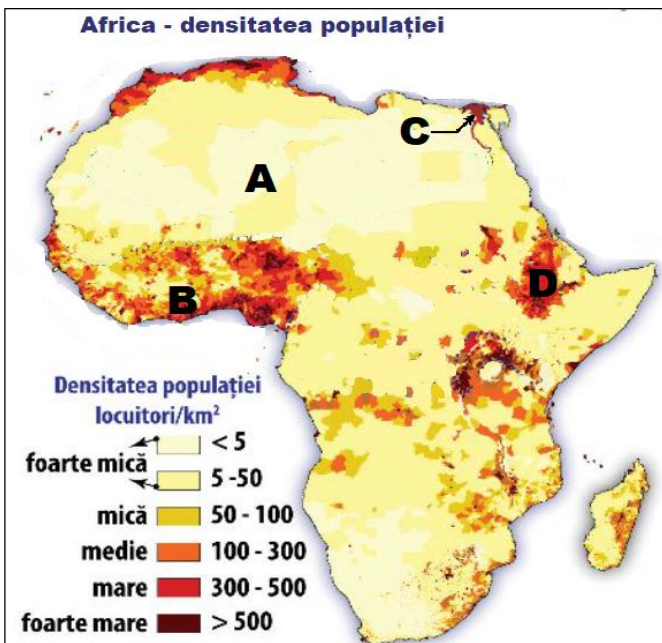 Africa - densitatea populației
A
B
C
D
Densitatea populației
locuitori/km²
foarte mică
< 5
5 -50
mică 50 - 100
medie 100 - 300
mare 300 - 500
foarte mare > 500